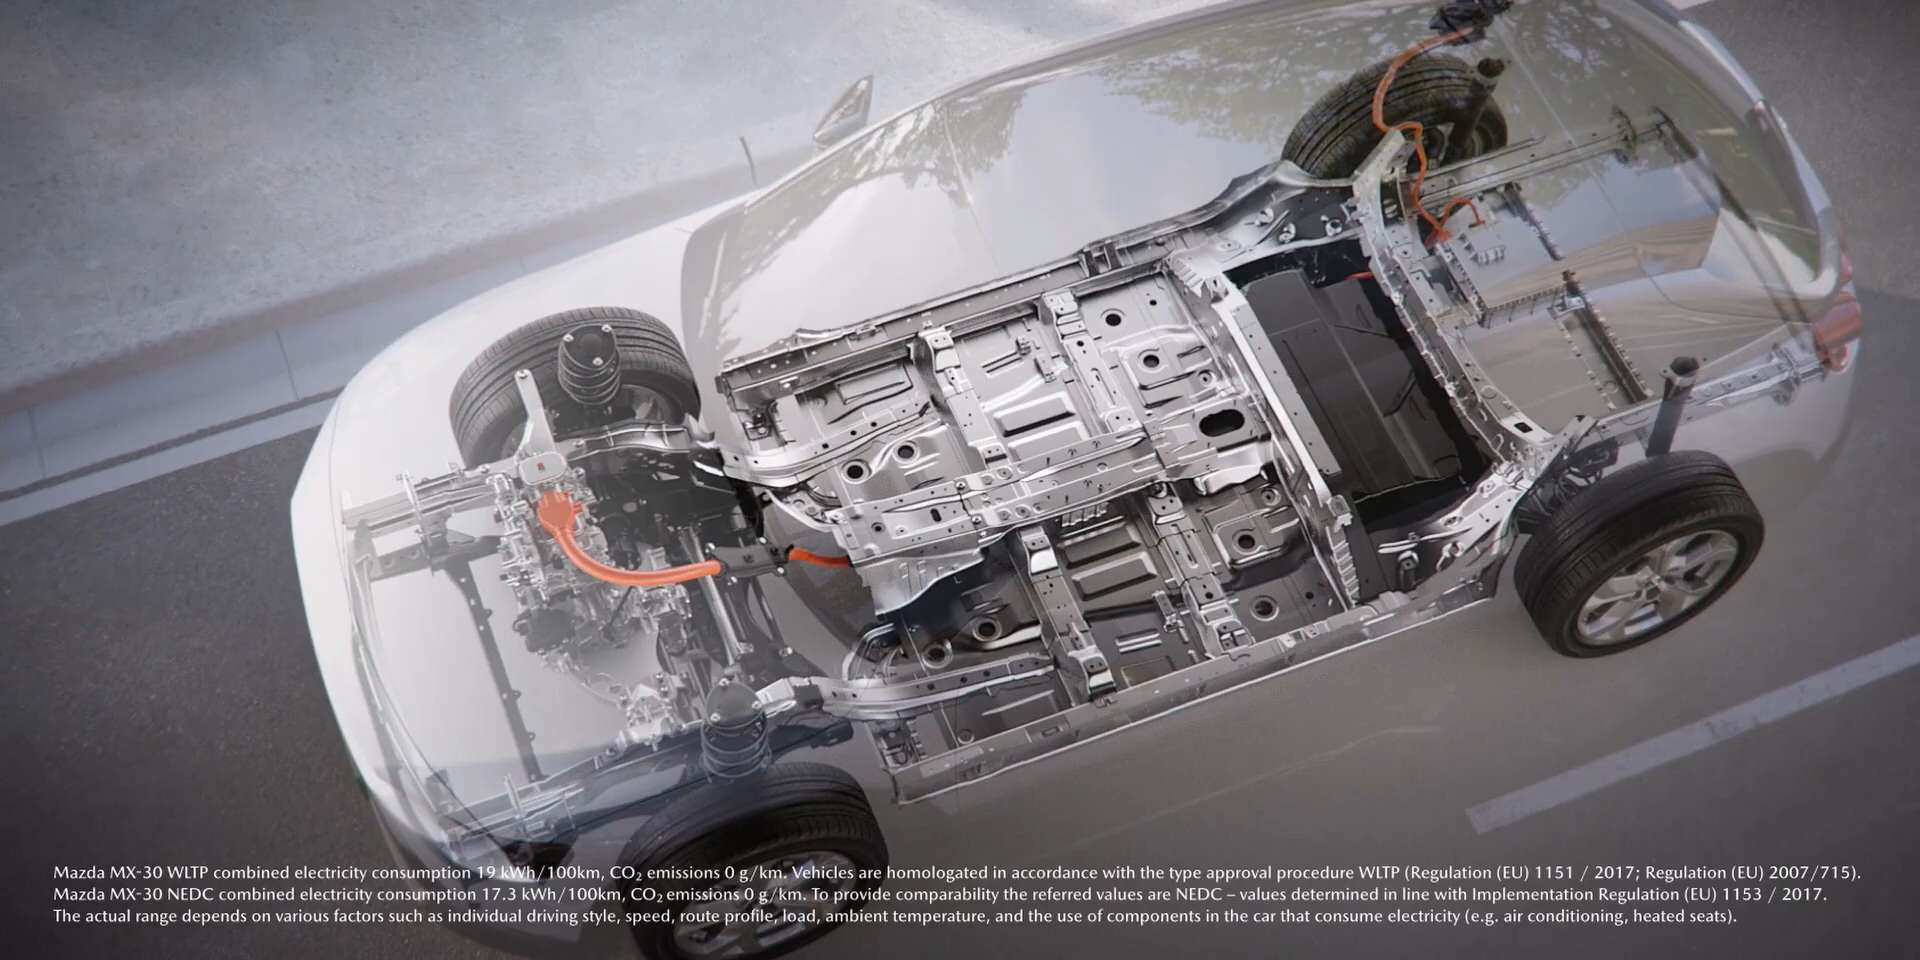 Mazda MX-30 WLTP combined electricity consumption 19 kWh/100km, CO₂ emissions 0 g/km. Vehicles are homologated in accordance with the type approval procedure WLTP (Regulation (EU) 1151 / 2017; Regulation (EU) 2007/715).
Mazda MX-30 NEDC combined electricity consumption 17.3 kWh/100km, CO₂ emissions 0 g/km. To provide comparability the referred values are NEDC – values determined in line with Implementation Regulation (EU) 1153 / 2017.
The actual range depends on various factors such as individual driving style, speed, route profile, load, ambient temperature, and the use of components in the car that consume electricity (e.g. air conditioning, heated seats).